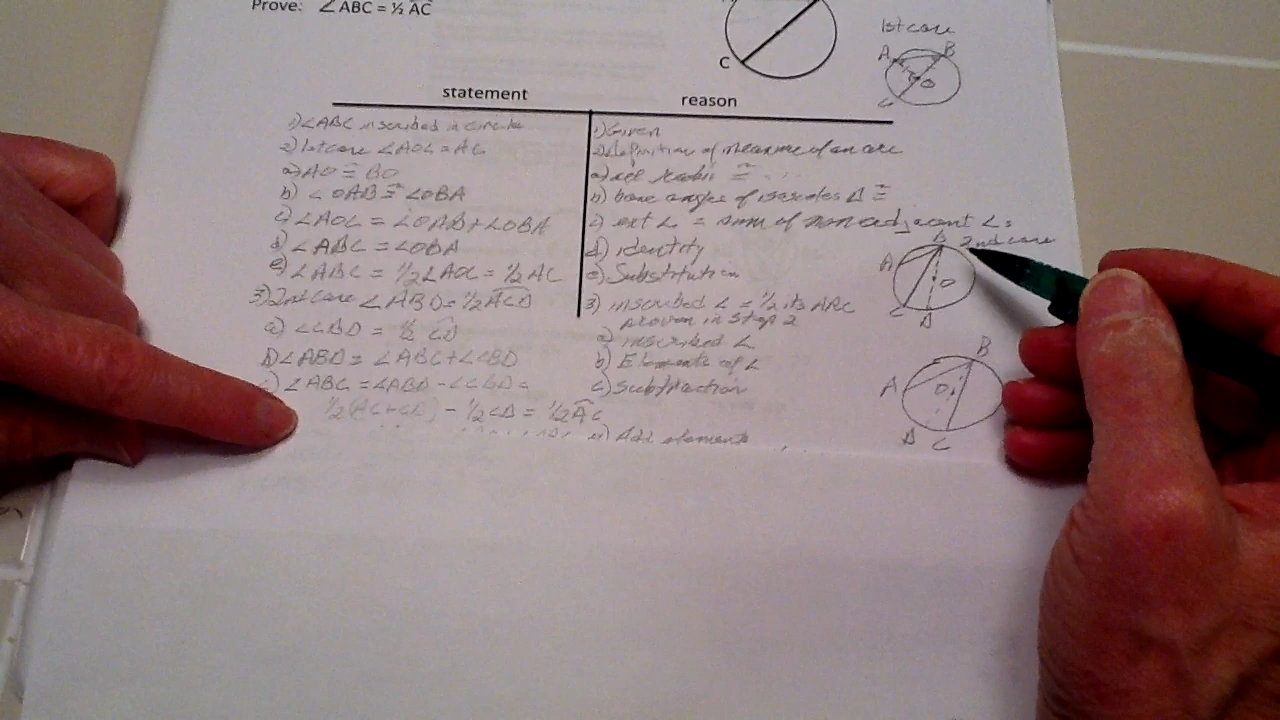 Prove: ∠ABC = ½ AC
C
1st case
A B
O
C
statement reason
1) ∠ABC inscribed in circle 1) Given
2) 1st case ∠AOC = AC 2) definition of measure of an arc
a) AO ≅ BO a) all radii ≅
b) ∠OAB ≅ ∠OBA b) base angles of isosceles Δ ≅
c) ∠AOC = ∠OAB + ∠OBA c) ext ∠ = sum of non adjacent ∠s
d) ∠ABC = ∠OBA d) identity
e) ∠ABC = ½∠AOC = ½ AC e) Substitution
3) 2nd case ∠ABD = ½ACD 3) inscribed ∠ = ½ its ARC
proven in Step 2
a) ∠CBD = ½ CD a) inscribed ∠
b) ∠ABD = ∠ABC + ∠CBD b) Elements of ∠
c) ∠ABC = ∠ABD - ∠CBD = c) Subtraction
½(AC + CD) - ½CD = ½AC
Add elements
B 2nd case
A
O
C
D
B
A
O
D C